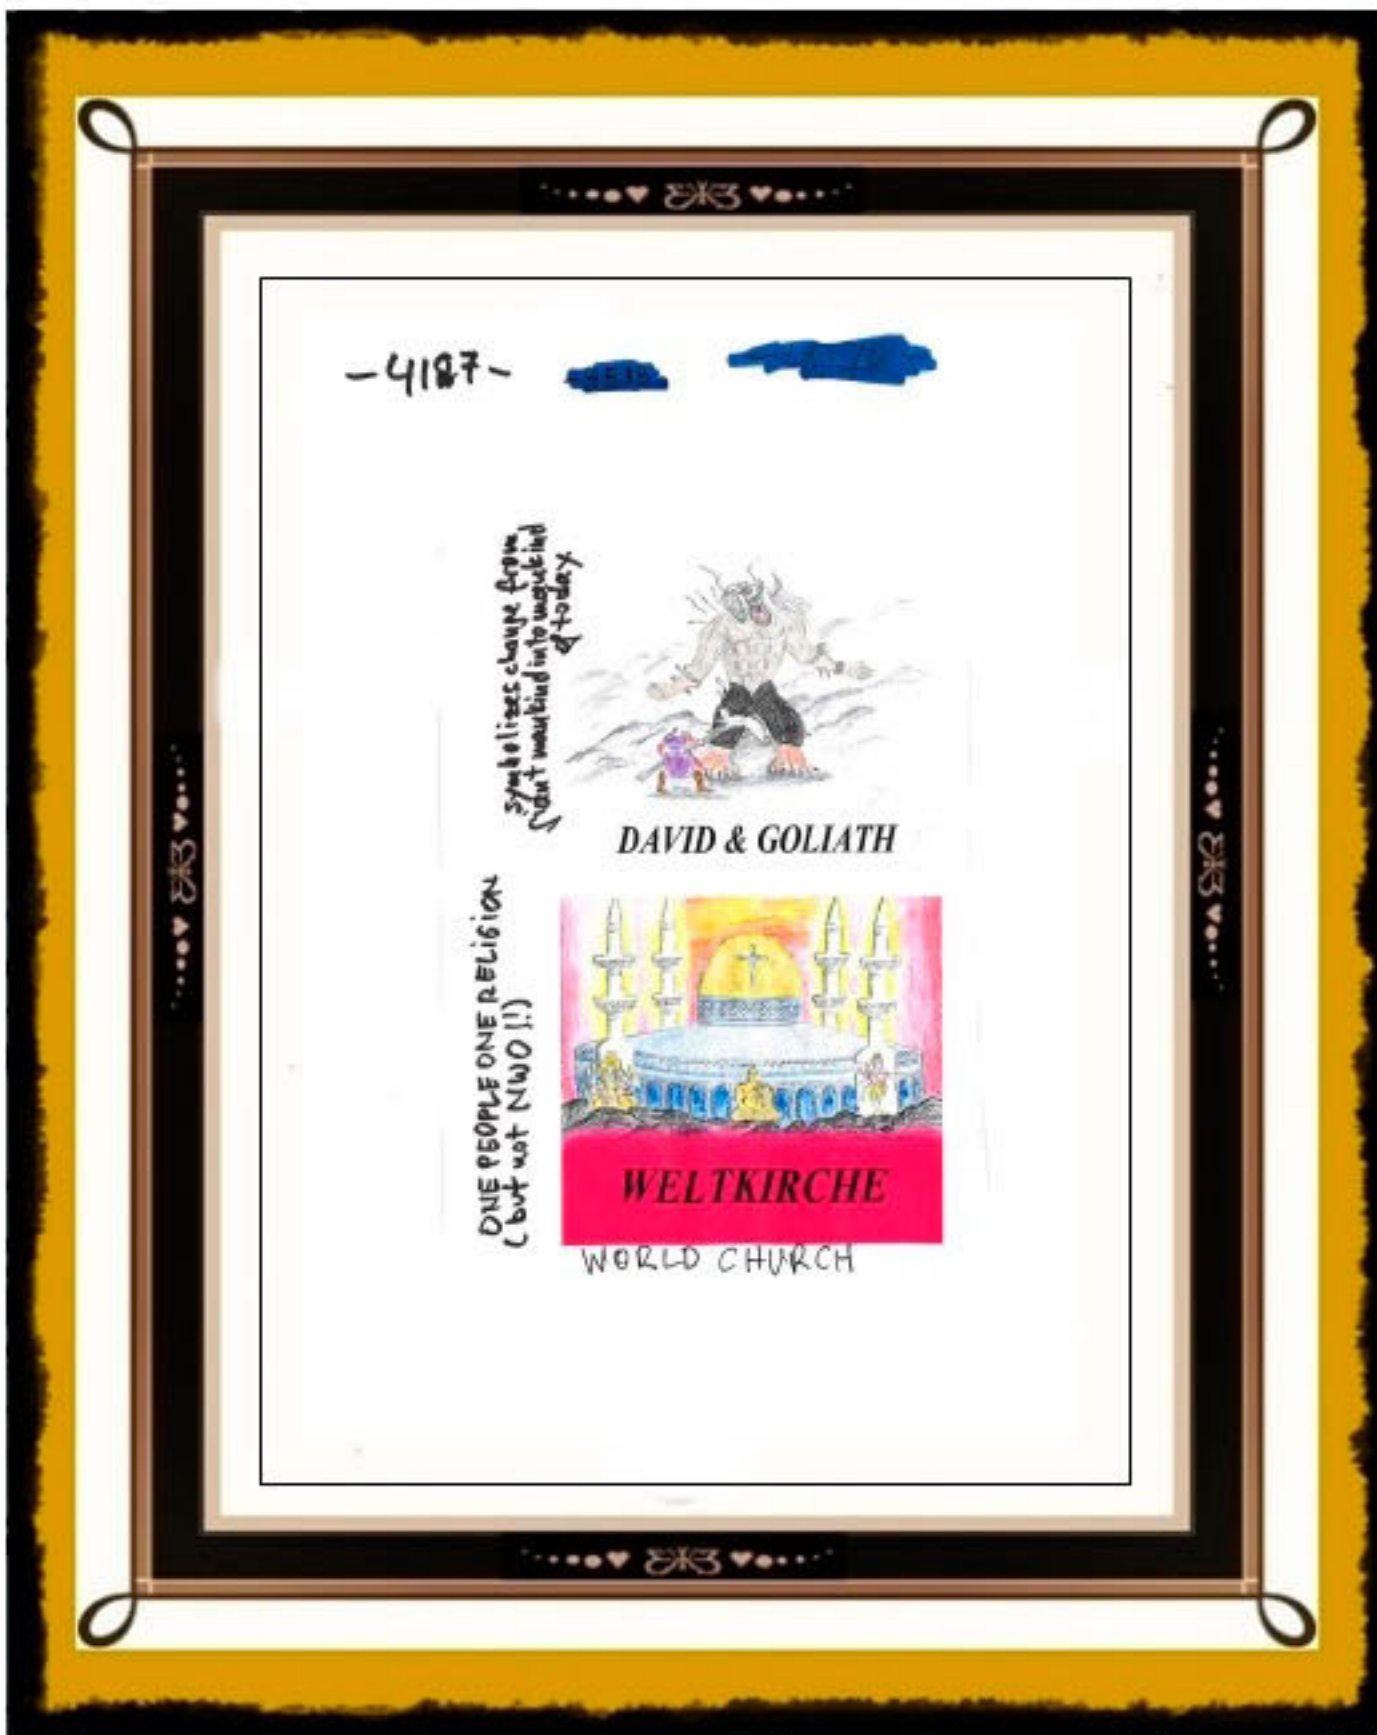 -4187-
symbolizes change from
giant mankind into mankind
of today
DAVID & GOLIATH
ONE PEOPLE ONE RELIGION
(but not NWO!!)
WELTKIRCHE
WORLD CHURCH